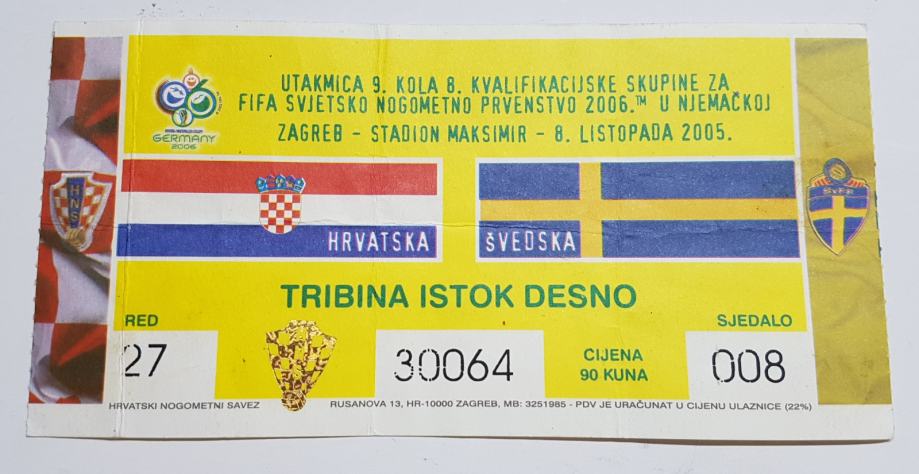 UTAKMICA 9. KOLA 8. KVALIFIKACIJSKE SKUPINE ZA
FIFA SVJETSKO NOGOMETNO PRVENSTVO 2006.™ U NJEMAČKOJ
ZAGREB - STADION MAKSIMIR - 8. LISTOPADA 2005.
GERMANY
2006
HNS
HRVATSKA
ŠVEDSKA
SvFF
TRIBINA ISTOK DESNO
RED
SJEDALO
27
30064
CIJENA
90 KUNA
008
HRVATSKI NOGOMETNI SAVEZ
RUSANOVA 13, HR-10000 ZAGREB, MB: 3251985 - PDV JE URAČUNAT U CIJENU ULAZNICE (22%)